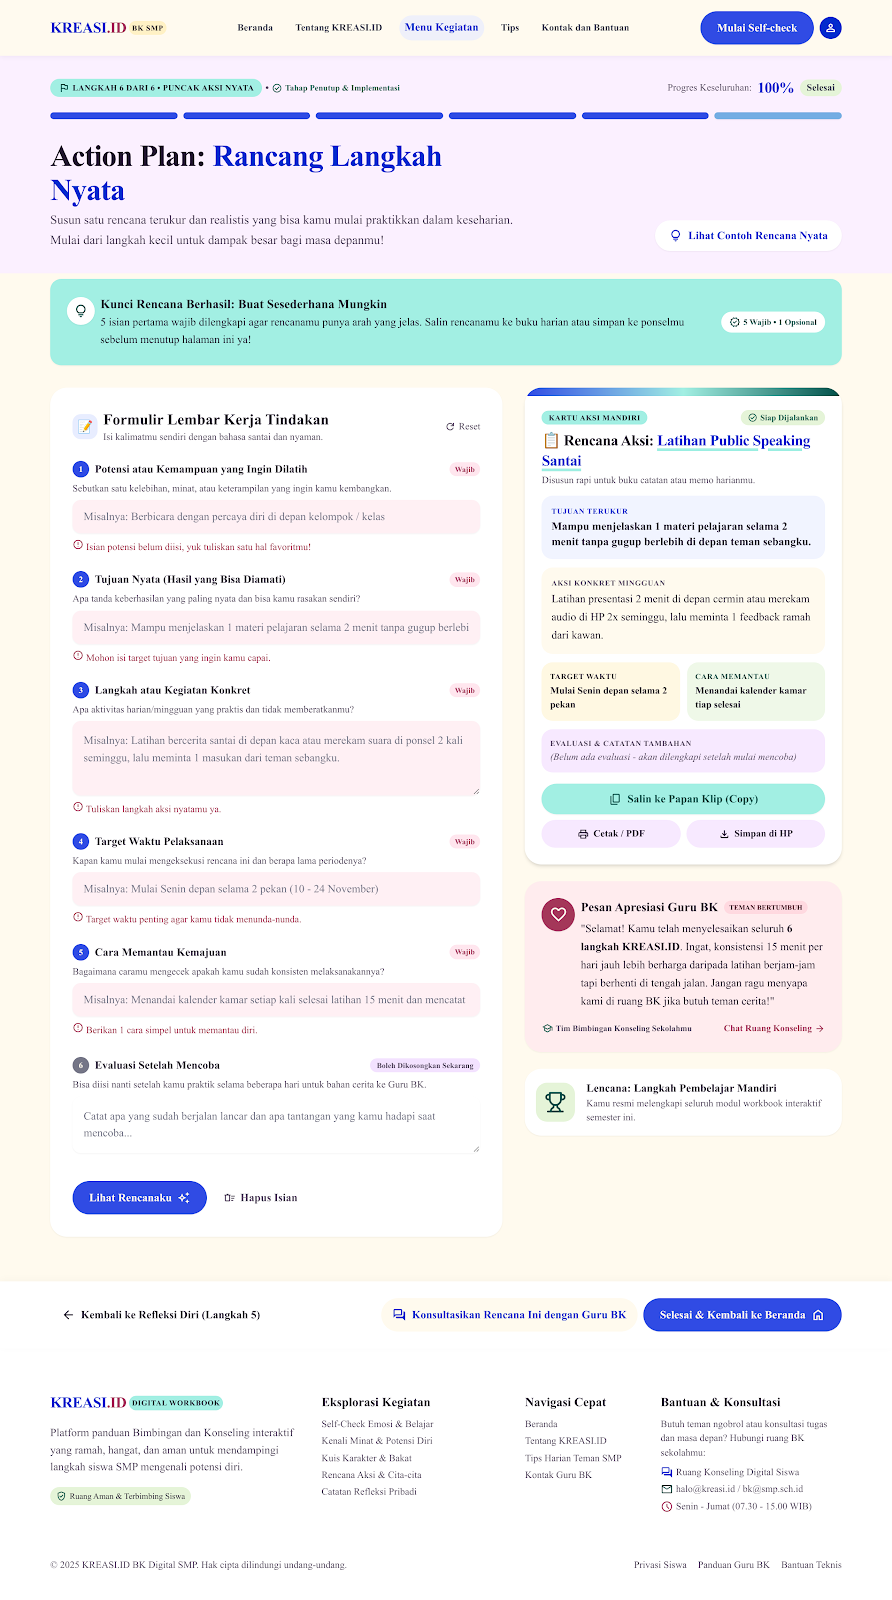 KREASI.ID BK SMP
Beranda
Tentang KREASI.ID
Menu Kegiatan
Tips
Kontak dan Bantuan
Mulai Self-check
LANGKAH 6 DARI 6 • PUNCAK AKSI NYATA
• Tahap Penutup & Implementasi
Progres Keseluruhan: 100% Selesai
Action Plan: Rancang Langkah
Nyata
Susun satu rencana terukur dan realistis yang bisa kamu mulai praktikkan dalam keseharian.
Mulai dari langkah kecil untuk dampak besar bagi masa depanmu!
Lihat Contoh Rencana Nyata
Kunci Rencana Berhasil: Buat Sesederhana Mungkin
5 isian pertama wajib dilengkapi agar rencanamu punya arah yang jelas. Salin rencanamu ke buku harian atau simpan ke ponselmu
sebelum menutup halaman ini ya!
5 Wajib • 1 Opsional
Formulir Lembar Kerja Tindakan
Isi kalimatmu sendiri dengan bahasa santai dan nyaman.
Reset
1 Potensi atau Kemampuan yang Ingin Dilatih
Wajib
Sebutkan satu kelebihan, minat, atau keterampilan yang ingin kamu kembangkan.
Misalnya: Berbicara dengan percaya diri di depan kelompok / kelas
Isian potensi belum diisi, yuk tuliskan satu hal favoritmu!
2 Tujuan Nyata (Hasil yang Bisa Diamati)
Wajib
Apa tanda keberhasilan yang paling nyata dan bisa kamu rasakan sendiri?
Misalnya: Mampu menjelaskan 1 materi pelajaran selama 2 menit tanpa gugup berlebi
Mohon isi target tujuan yang ingin kamu capai.
3 Langkah atau Kegiatan Konkret
Wajib
Apa aktivitas harian/mingguan yang praktis dan tidak memberatkanmu?
Misalnya: Latihan bercerita santai di depan kaca atau merekam suara di ponsel 2 kali
seminggu, lalu meminta 1 masukan dari teman sebangku.
Tuliskan langkah aksi nyatamu ya.
4 Target Waktu Pelaksanaan
Wajib
Kapan kamu mulai mengeksekusi rencana ini dan berapa lama periodenya?
Misalnya: Mulai Senin depan selama 2 pekan (10 - 24 November)
Target waktu penting agar kamu tidak menunda-nunda.
5 Cara Memantau Kemajuan
Wajib
Bagaimana caramu mengecek apakah kamu sudah konsisten melaksanakannya?
Misalnya: Menandai kalender kamar setiap kali selesai latihan 15 menit dan mencatat
Berikan 1 cara simpel untuk memantau diri.
6 Evaluasi Setelah Mencoba
Boleh Dikosongkan Sekarang
Bisa diisi nanti setelah kamu praktik selama beberapa hari untuk bahan cerita ke Guru BK.
Catat apa yang sudah berjalan lancar dan apa tantangan yang kamu hadapi saat
mencoba...
Lihat Rencanaku
Hapus Isian
KARTU AKSI MANDIRI
Siap Dijalankan
Rencana Aksi: Latihan Public Speaking
Santai
Disusun rapi untuk buku catatan atau memo harianmu.
TUJUAN TERUKUR
Mampu menjelaskan 1 materi pelajaran selama 2
menit tanpa gugup berlebih di depan teman sebangku.
AKSI KONKRET MINGGUAN
Latihan presentasi 2 menit di depan cermin atau merekam
audio di HP 2x seminggu, lalu meminta 1 feedback ramah
dari kawan.
TARGET WAKTU
Mulai Senin depan selama 2
pekan
CARA MEMANTAU
Menandai kalender kamar
tiap selesai
EVALUASI & CATATAN TAMBAHAN
(Belum ada evaluasi - akan dilengkapi setelah mulai mencoba)
Salin ke Papan Klip (Copy)
Cetak / PDF
Simpan di HP
Pesan Apresiasi Guru BK TEMAN BERTUMBUH
"Selamat! Kamu telah menyelesaikan seluruh 6
langkah KREASI.ID. Ingat, konsistensi 15 menit per
hari jauh lebih berharga daripada latihan berjam-jam
tapi berhenti di tengah jalan. Jangan ragu menyapa
kami di ruang BK jika butuh teman cerita!"
Tim Bimbingan Konseling Sekolahmu
Chat Ruang Konseling →
Lencana: Langkah Pembelajar Mandiri
Kamu resmi melengkapi seluruh modul workbook interaktif
semester ini.
← Kembali ke Refleksi Diri (Langkah 5)
Konsultasikan Rencana Ini dengan Guru BK
Selesai & Kembali ke Beranda
KREASI.ID DIGITAL WORKBOOK
Platform panduan Bimbingan dan Konseling interaktif
yang ramah, hangat, dan aman untuk mendampingi
langkah siswa SMP mengenali potensi diri.
Ruang Aman & Terbimbing Siswa
Eksplorasi Kegiatan
Self-Check Emosi & Belajar
Kenali Minat & Potensi Diri
Kuis Karakter & Bakat
Rencana Aksi & Cita-cita
Catatan Refleksi Pribadi
Navigasi Cepat
Beranda
Tentang KREASI.ID
Tips Harian Teman SMP
Kontak Guru BK
Bantuan & Konsultasi
Butuh teman ngobrol atau konsultasi tugas
dan masa depan? Hubungi ruang BK
sekolahmu:
Ruang Konseling Digital Siswa
halo@kreasi.id / bk@smp.sch.id
Senin - Jumat (07.30 - 15.00 WIB)
© 2025 KREASI.ID BK Digital SMP. Hak cipta dilindungi undang-undang.
Privasi Siswa
Panduan Guru BK
Bantuan Teknis